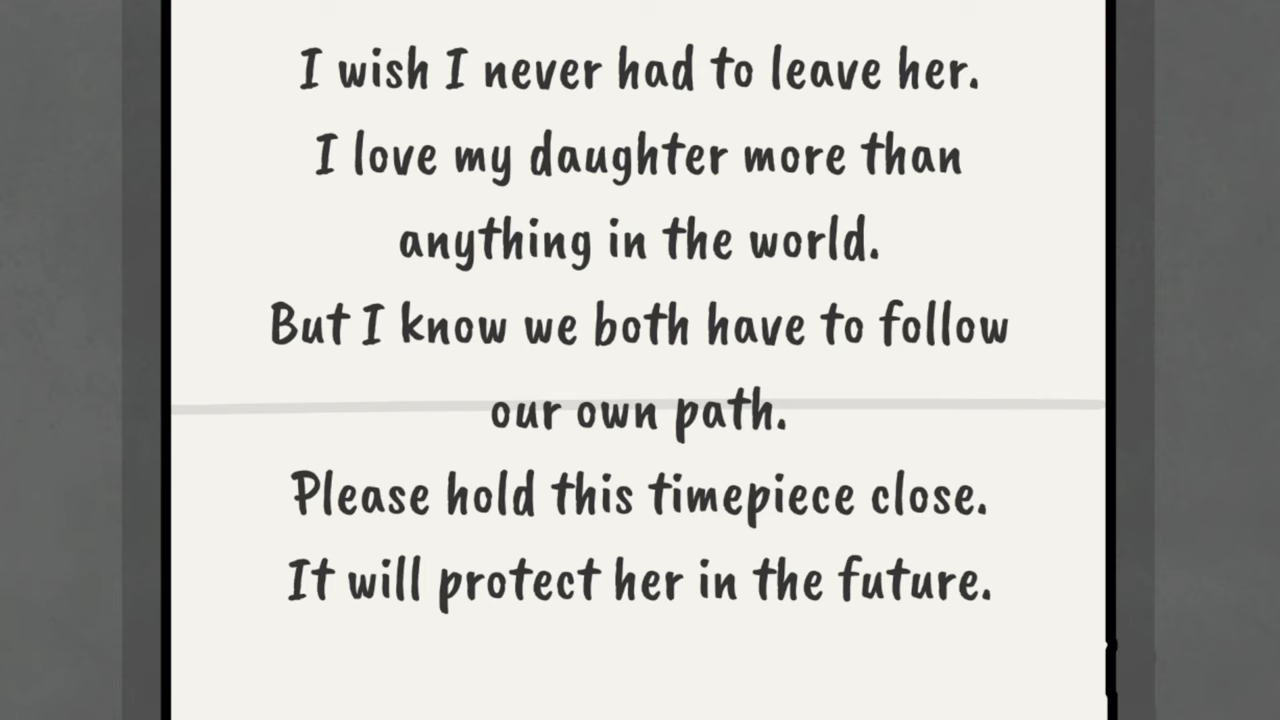 I wish I never had to leave her.
I love my daughter more than
anything in the world.
But I know we both have to follow
our own path.
Please hold this timepiece close.
It will protect her in the future.